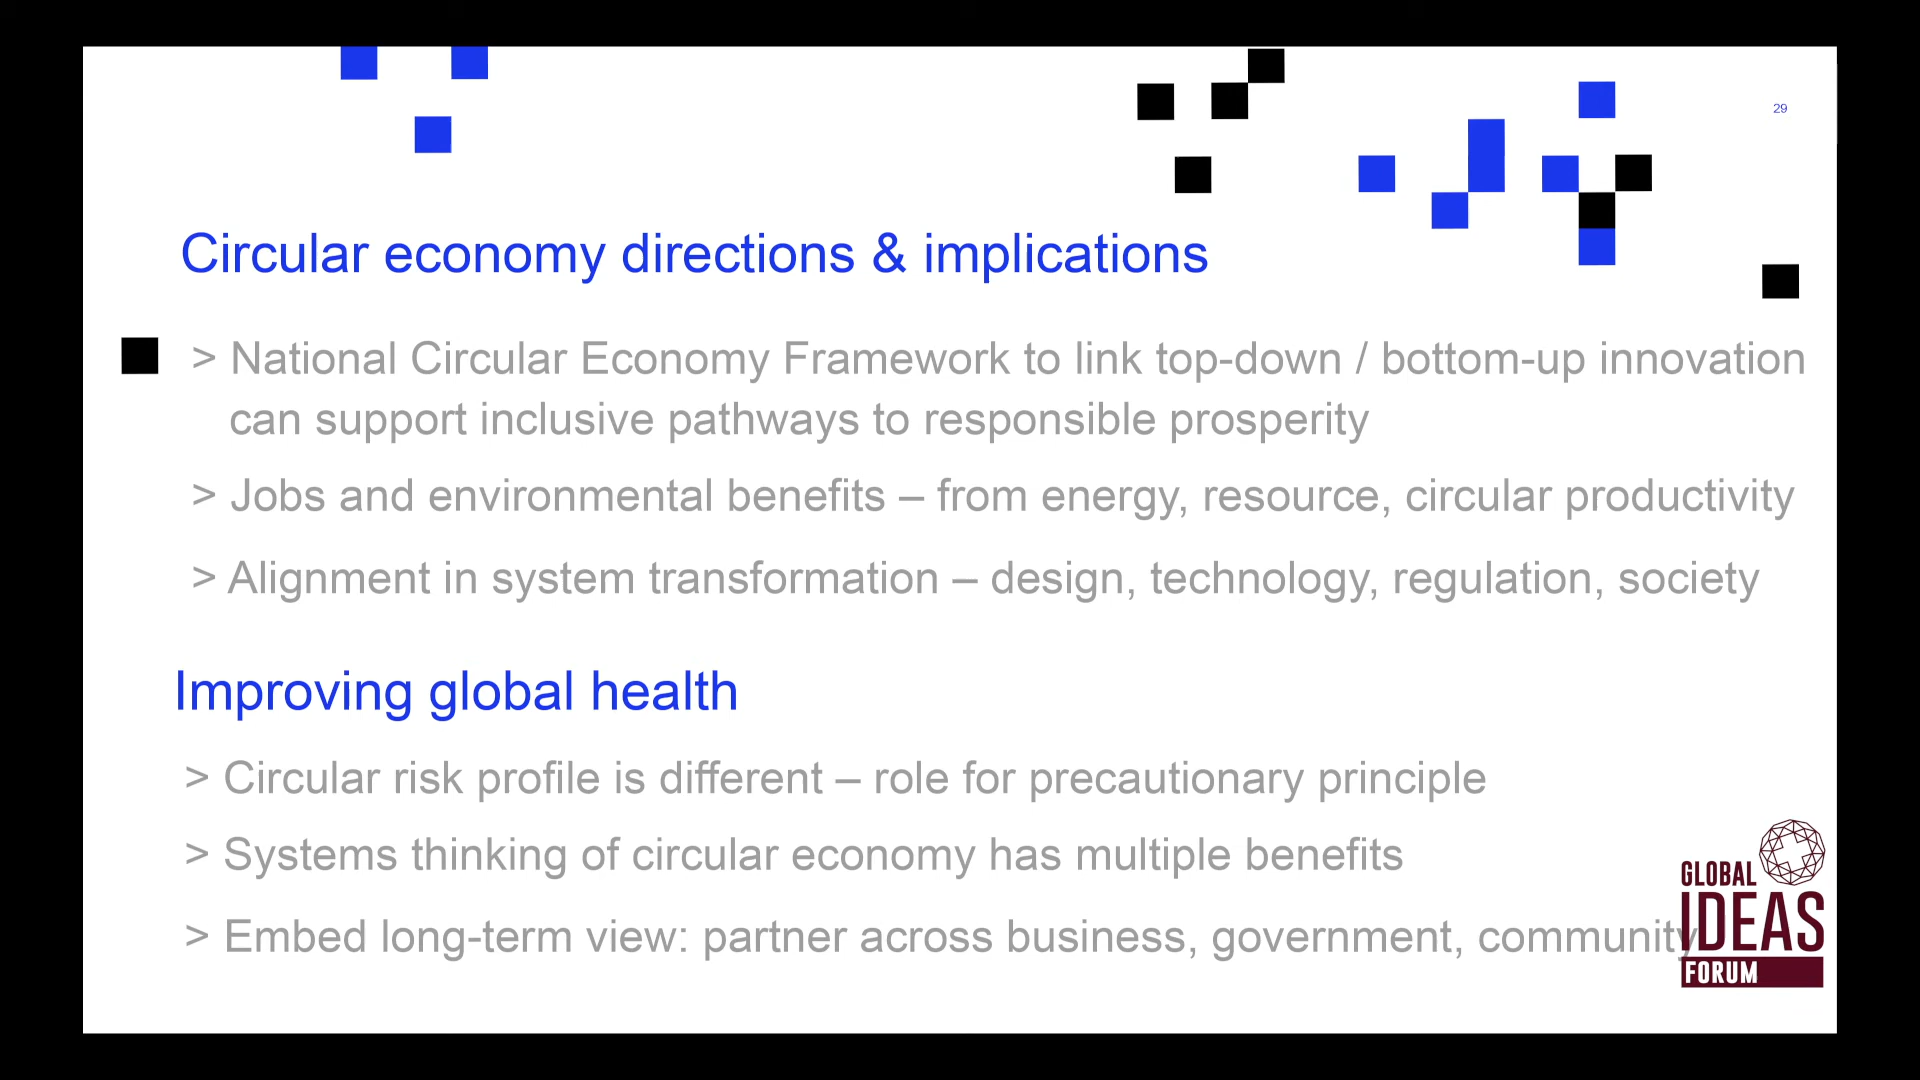 29
Circular economy directions & implications
> National Circular Economy Framework to link top-down / bottom-up innovation
can support inclusive pathways to responsible prosperity
> Jobs and environmental benefits – from energy, resource, circular productivity
> Alignment in system transformation – design, technology, regulation, society
Improving global health
> Circular risk profile is different – role for precautionary principle
> Systems thinking of circular economy has multiple benefits
> Embed long-term view: partner across business, government, community
GLOBAL
IDEAS
FORUM